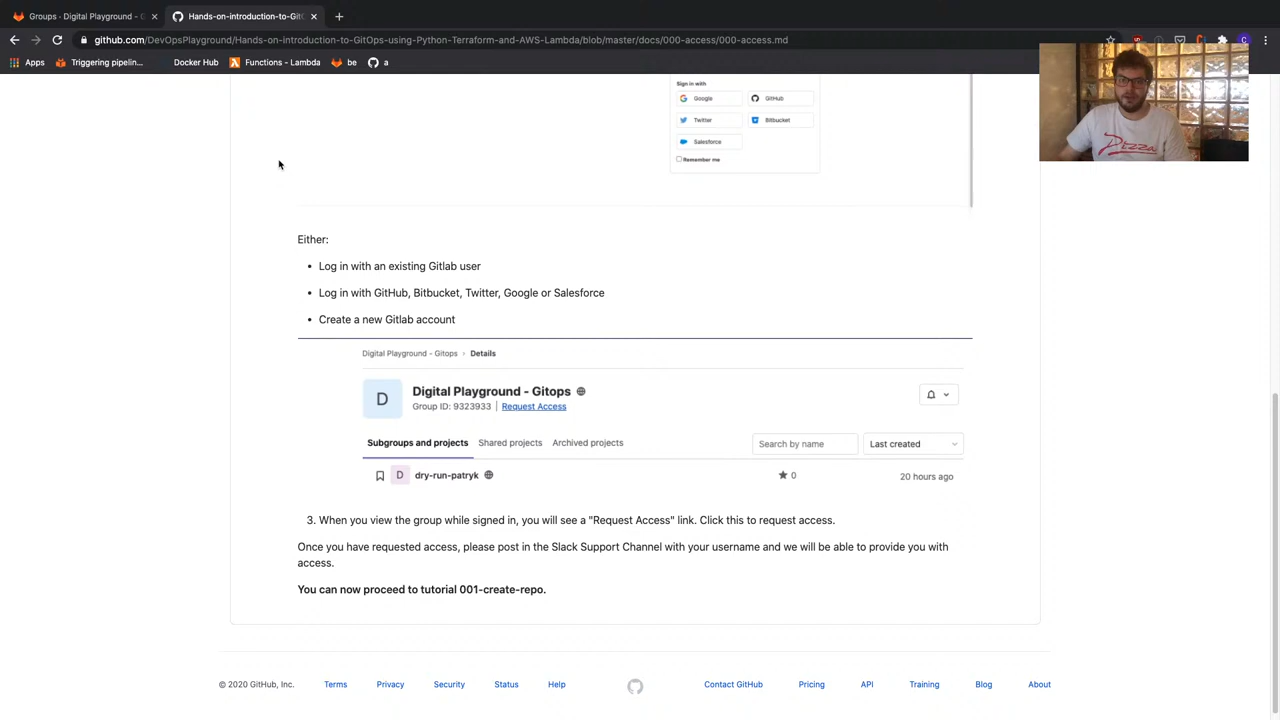 Groups - Digital Playground - G
Hands-on-introduction-to-GitO
github.com/DevOpsPlayground/Hands-on-introduction-to-GitOps-using-Python-Terraform-and-AWS-Lambda/blob/master/docs/000-access/000-access.md
Apps
Triggering pipelin...
Docker Hub
Functions - Lambda
be
a
Sign in with
Google
GitHub
Twitter
Bitbucket
Salesforce
Remember me
Either:
• Log in with an existing Gitlab user
• Log in with GitHub, Bitbucket, Twitter, Google or Salesforce
• Create a new Gitlab account
Digital Playground - Gitops › Details
D
Digital Playground - Gitops
Group ID: 9323933 | Request Access
Subgroups and projects
Shared projects
Archived projects
Search by name
Last created
D
dry-run-patryk
0
20 hours ago
3. When you view the group while signed in, you will see a "Request Access" link. Click this to request access.
Once you have requested access, please post in the Slack Support Channel with your username and we will be able to provide you with
access.
You can now proceed to tutorial 001-create-repo.
© 2020 GitHub, Inc.
Terms
Privacy
Security
Status
Help
Contact GitHub
Pricing
API
Training
Blog
About